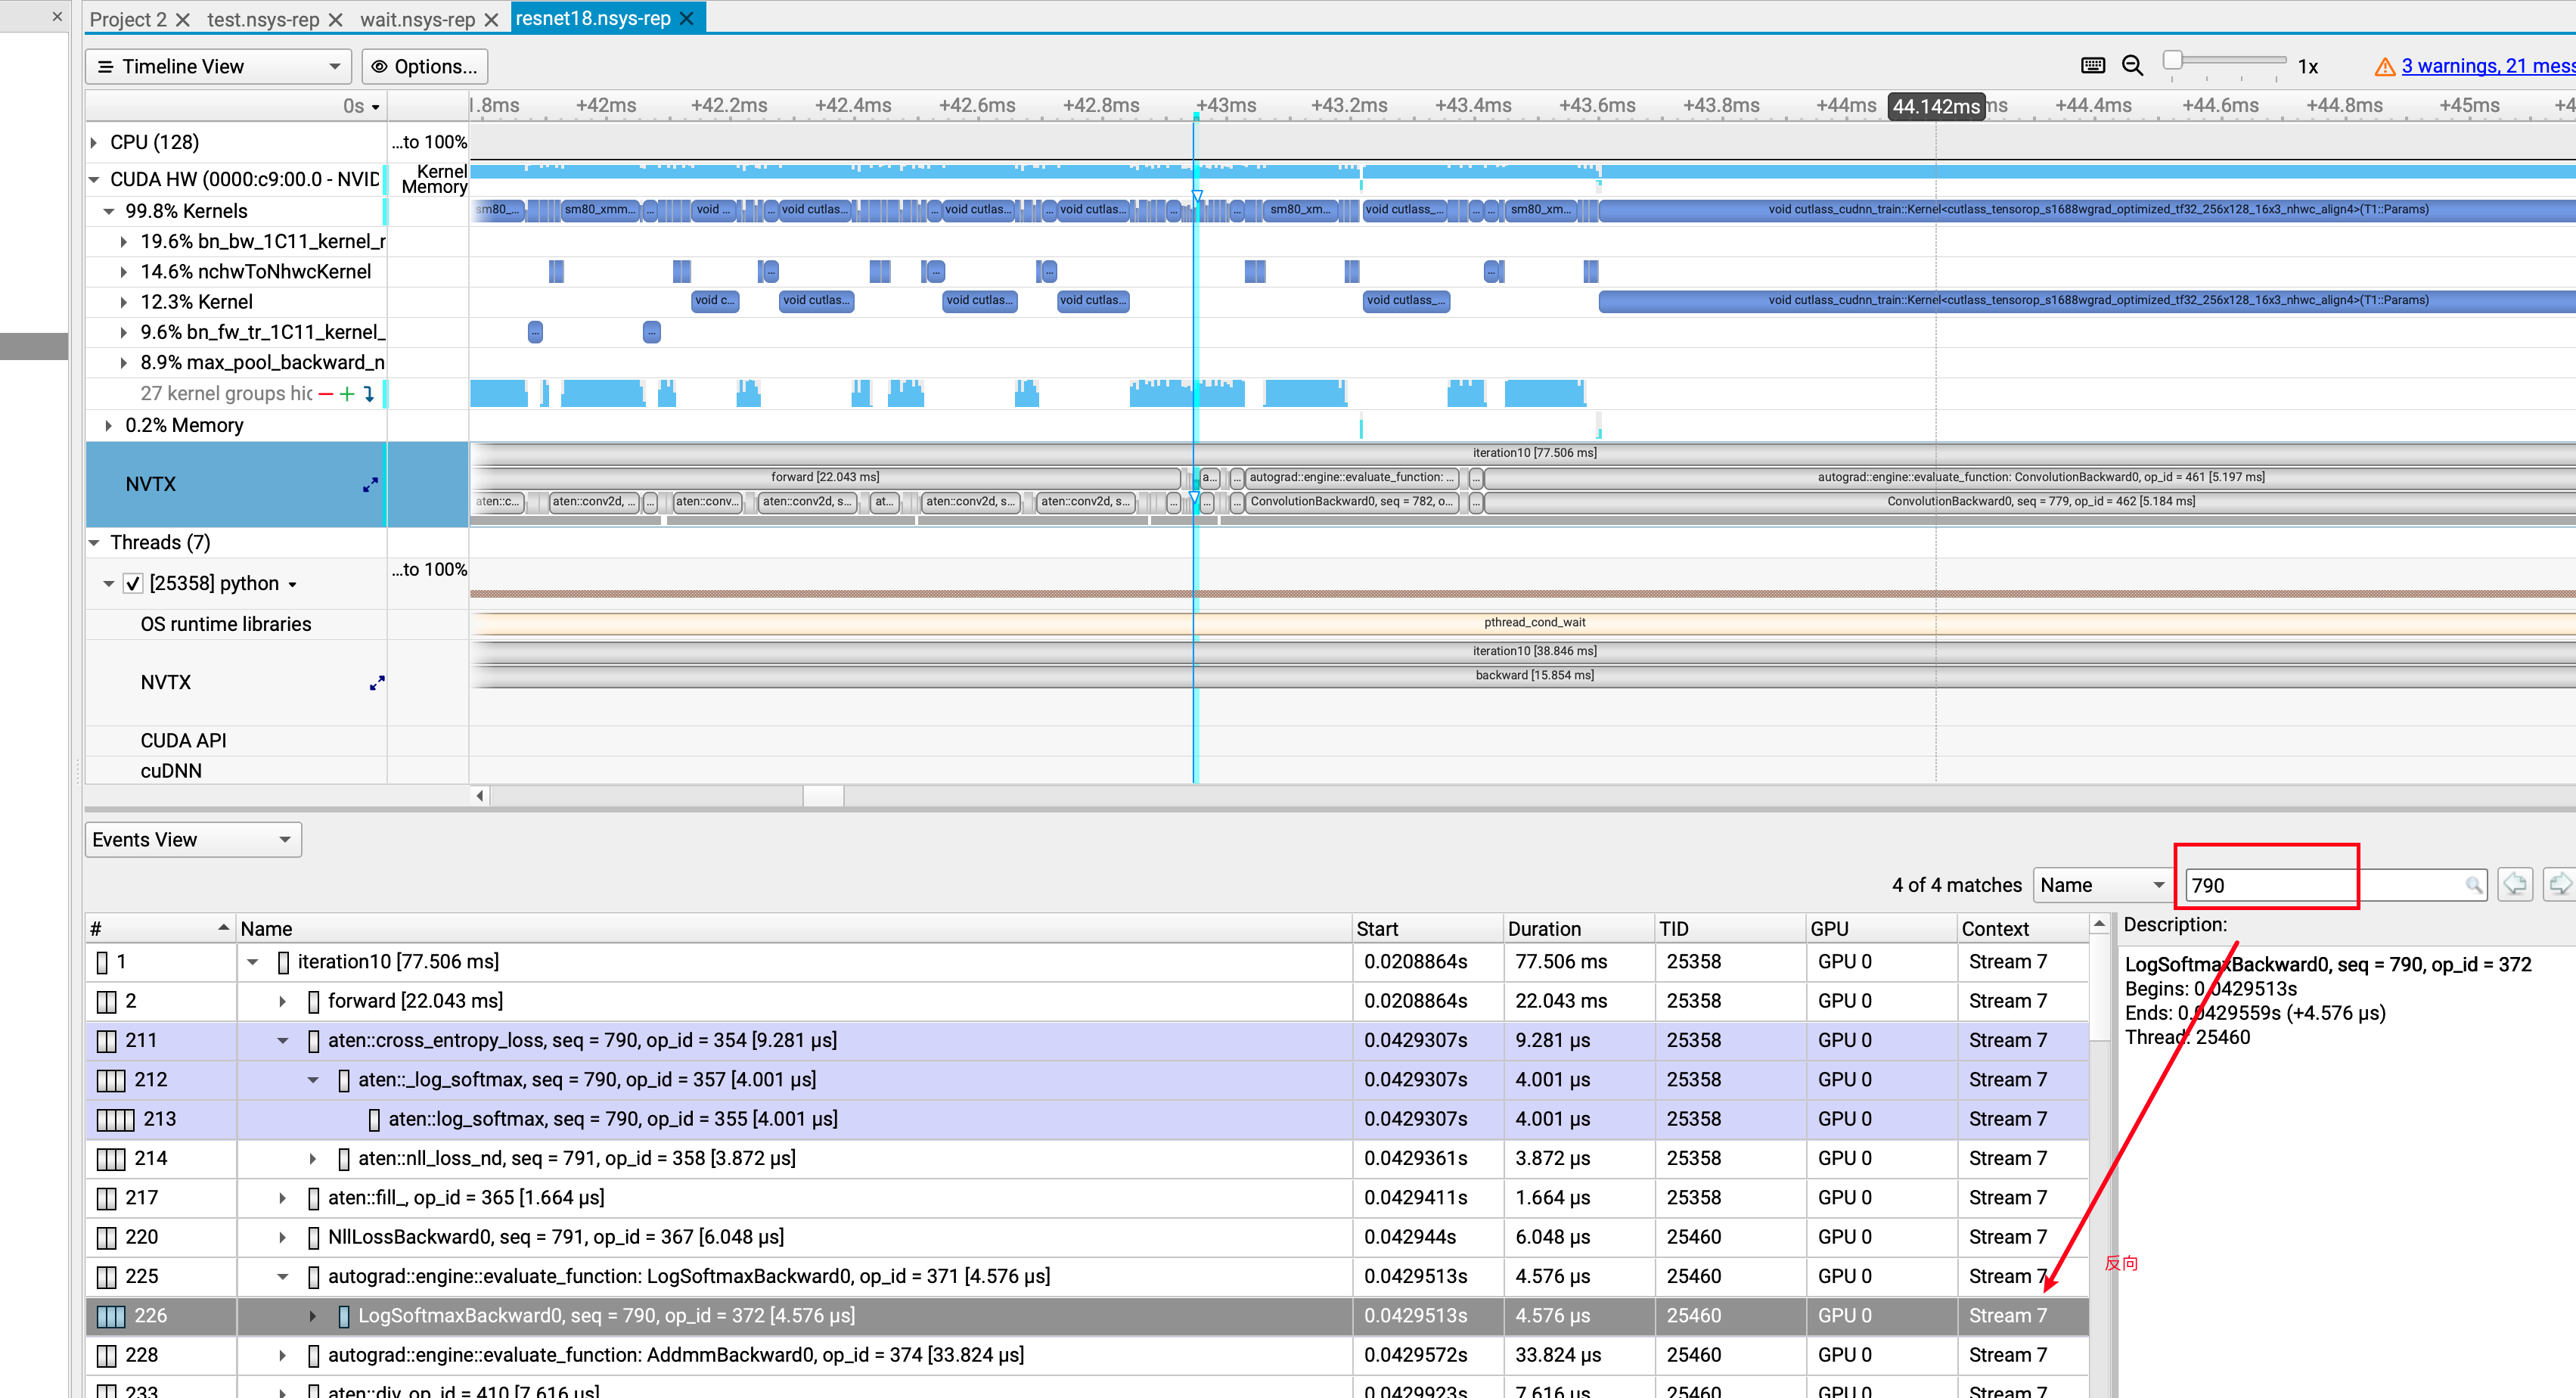 Project 2
test.nsys-rep
wait.nsys-rep
resnet18.nsys-rep
Timeline View
Options...
1x
3 warnings, 21 mess
0s
+42ms
+42.2ms
+42.4ms
+42.6ms
+42.8ms
+43ms
+43.2ms
+43.4ms
+43.6ms
+43.8ms
+44ms
44.142ms
+44.4ms
+44.6ms
+44.8ms
+45ms
CPU (128)
...to 100%
CUDA HW (0000:c9:00.0 - NVID
Kernel
Memory
99.8% Kernels
sm80_...
sm80_xmm...
...
void ...
...
void cutlas...
...
void cutlas...
...
void cutlas...
...
...
sm80_xm...
void cutlass_...
...
...
sm80_xm...
void cutlass_cudnn_train::Kernel<cutlass_tensorop_s1688wgrad_optimized_tf32_256x128_16x3_nhwc_align4>(T1::Params)
19.6% bn_bw_1C11_kernel_r
14.6% nchwToNhwcKernel
...
...
...
...
12.3% Kernel
void c...
void cutlas...
void cutlas...
void cutlas...
void cutlass_...
void cutlass_cudnn_train::Kernel<cutlass_tensorop_s1688wgrad_optimized_tf32_256x128_16x3_nhwc_align4>(T1::Params)
9.6% bn_fw_tr_1C11_kernel_
...
...
8.9% max_pool_backward_n
27 kernel groups hic
0.2% Memory
NVTX
iteration10 [77.506 ms]
forward [22.043 ms]
a...
...
autograd::engine::evaluate_function: ...
...
autograd::engine::evaluate_function: ConvolutionBackward0, op_id = 461 [5.197 ms]
aten::c...
aten::conv2d, ...
...
aten::conv...
aten::conv2d, s...
at...
aten::conv2d, s...
aten::conv2d, s...
...
...
...
ConvolutionBackward0, seq = 782, o...
...
ConvolutionBackward0, seq = 779, op_id = 462 [5.184 ms]
Threads (7)
[25358] python
...to 100%
OS runtime libraries
pthread_cond_wait
NVTX
iteration10 [38.846 ms]
backward [15.854 ms]
CUDA API
cuDNN
Events View
4 of 4 matches
Name
790
# Name Start Duration TID GPU Context
1 iteration10 [77.506 ms] 0.0208864s 77.506 ms 25358 GPU 0 Stream 7
2 forward [22.043 ms] 0.0208864s 22.043 ms 25358 GPU 0 Stream 7
211 aten::cross_entropy_loss, seq = 790, op_id = 354 [9.281 μs] 0.0429307s 9.281 μs 25358 GPU 0 Stream 7
212 aten::_log_softmax, seq = 790, op_id = 357 [4.001 μs] 0.0429307s 4.001 μs 25358 GPU 0 Stream 7
213 aten::log_softmax, seq = 790, op_id = 355 [4.001 μs] 0.0429307s 4.001 μs 25358 GPU 0 Stream 7
214 aten::nll_loss_nd, seq = 791, op_id = 358 [3.872 μs] 0.0429361s 3.872 μs 25358 GPU 0 Stream 7
217 aten::fill_, op_id = 365 [1.664 μs] 0.0429411s 1.664 μs 25358 GPU 0 Stream 7
220 NllLossBackward0, seq = 791, op_id = 367 [6.048 μs] 0.042944s 6.048 μs 25460 GPU 0 Stream 7
225 autograd::engine::evaluate_function: LogSoftmaxBackward0, op_id = 371 [4.576 μs] 0.0429513s 4.576 μs 25460 GPU 0 Stream 7
226 LogSoftmaxBackward0, seq = 790, op_id = 372 [4.576 μs] 0.0429513s 4.576 μs 25460 GPU 0 Stream 7
228 autograd::engine::evaluate_function: AddmmBackward0, op_id = 374 [33.824 μs] 0.0429572s 33.824 μs 25460 GPU 0 Stream 7
233 aten::div, op_id = 410 [7.616 μs] 0.0429923s 7.616 μs 25460 GPU 0 Stream 7
Description:
LogSoftmaxBackward0, seq = 790, op_id = 372
Begins: 0.0429513s
Ends: 0.0429559s (+4.576 μs)
Thread: 25460
反向